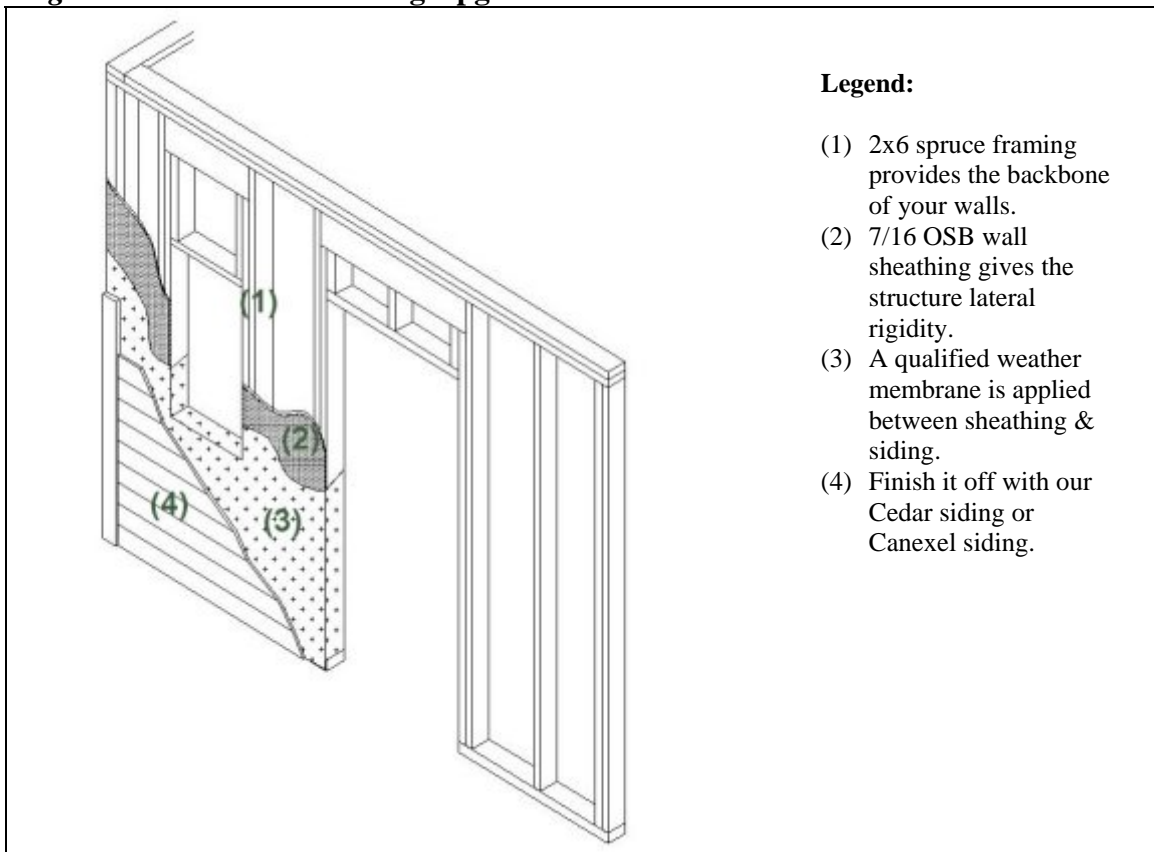 (1)
(2)
(3)
(4)
Legend:
(1) 2x6 spruce framing
provides the backbone
of your walls.
(2) 7/16 OSB wall
sheathing gives the
structure lateral
rigidity.
(3) A qualified weather
membrane is applied
between sheathing &
siding.
(4) Finish it off with our
Cedar siding or
Canexel siding.